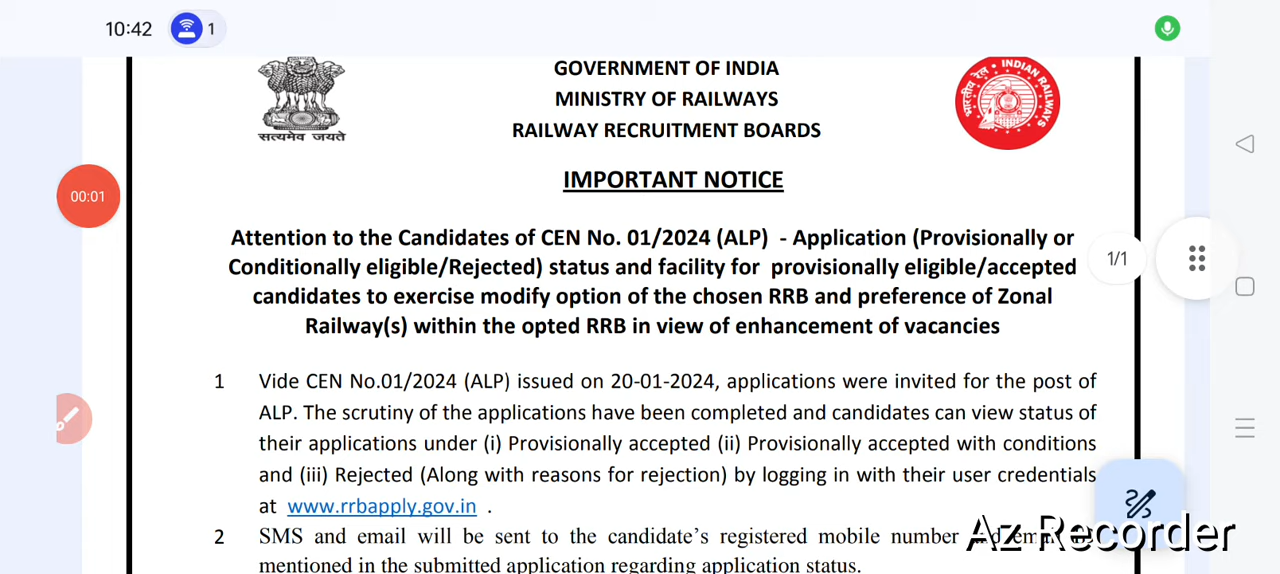 10:42
1
GOVERNMENT OF INDIA
MINISTRY OF RAILWAYS
RAILWAY RECRUITMENT BOARDS
सत्यमेव जयते
भारतीय रेल • INDIAN RAILWAYS
IMPORTANT NOTICE
00:01
Attention to the Candidates of CEN No. 01/2024 (ALP) - Application (Provisionally or
Conditionally eligible/Rejected) status and facility for provisionally eligible/accepted
1/1
candidates to exercise modify option of the chosen RRB and preference of Zonal
Railway(s) within the opted RRB in view of enhancement of vacancies
1 Vide CEN No.01/2024 (ALP) issued on 20-01-2024, applications were invited for the post of
ALP. The scrutiny of the applications have been completed and candidates can view status of
their applications under (i) Provisionally accepted (ii) Provisionally accepted with conditions
and (iii) Rejected (Along with reasons for rejection) by logging in with their user credentials
at www.rrbapply.gov.in .
2 SMS and email will be sent to the candidate's registered mobile number
Az Recorder
mentioned in the submitted application regarding application status.